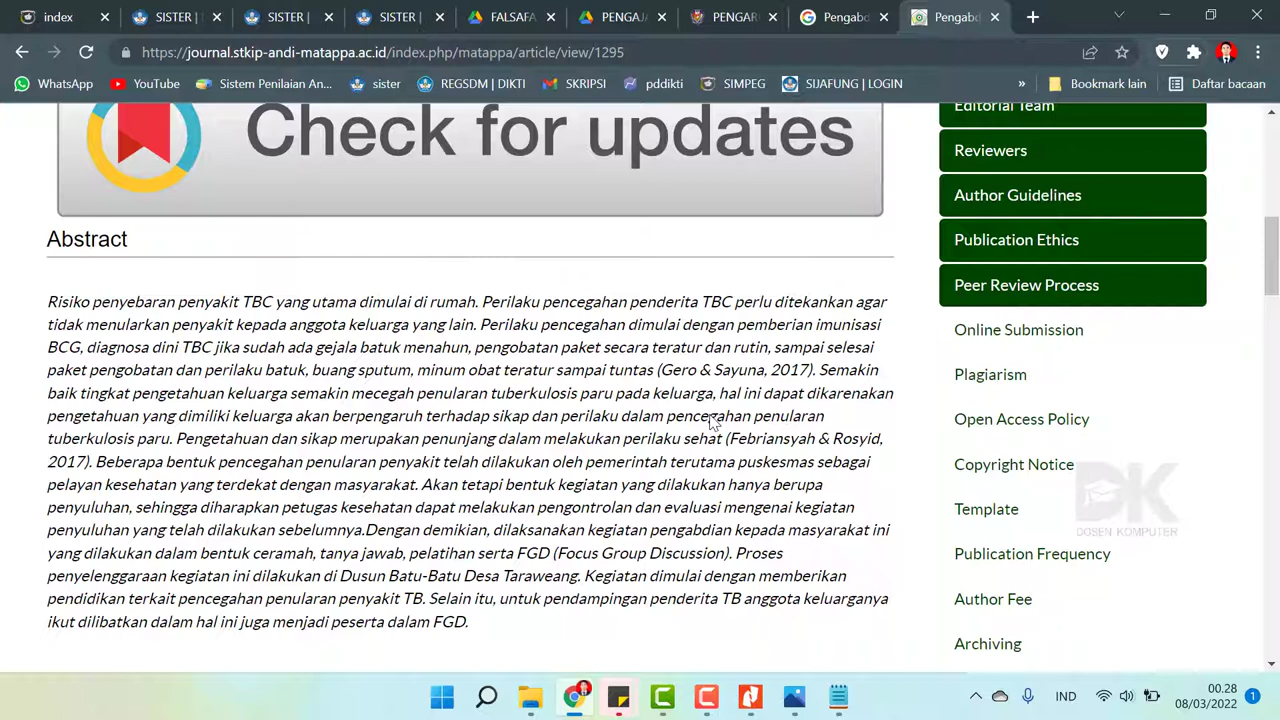 index
SISTER |
SISTER |
SISTER |
FALSAFA
PENGAJA
PENGAR
Pengabd
Pengabd
https://journal.stkip-andi-matappa.ac.id/index.php/matappa/article/view/1295
WhatsApp
YouTube
Sistem Penilaian An...
sister
REGSDM | DIKTI
SKRIPSI
pddikti
SIMPEG
SIJAFUNG | LOGIN
»
Bookmark lain
Daftar bacaan
Check for updates
Abstract
Risiko penyebaran penyakit TBC yang utama dimulai di rumah. Perilaku pencegahan penderita TBC perlu ditekankan agar
tidak menularkan penyakit kepada anggota keluarga yang lain. Perilaku pencegahan dimulai dengan pemberian imunisasi
BCG, diagnosa dini TBC jika sudah ada gejala batuk menahun, pengobatan paket secara teratur dan rutin, sampai selesai
paket pengobatan dan perilaku batuk, buang sputum, minum obat teratur sampai tuntas (Gero & Sayuna, 2017). Semakin
baik tingkat pengetahuan keluarga semakin mecegah penularan tuberkulosis paru pada keluarga, hal ini dapat dikarenakan
pengetahuan yang dimiliki keluarga akan berpengaruh terhadap sikap dan perilaku dalam pencegahan penularan
tuberkulosis paru. Pengetahuan dan sikap merupakan penunjang dalam melakukan perilaku sehat (Febriansyah & Rosyid,
2017). Beberapa bentuk pencegahan penularan penyakit telah dilakukan oleh pemerintah terutama puskesmas sebagai
pelayan kesehatan yang terdekat dengan masyarakat. Akan tetapi bentuk kegiatan yang dilakukan hanya berupa
penyuluhan, sehingga diharapkan petugas kesehatan dapat melakukan pengontrolan dan evaluasi mengenai kegiatan
penyuluhan yang telah dilakukan sebelumnya.Dengan demikian, dilaksanakan kegiatan pengabdian kepada masyarakat ini
yang dilakukan dalam bentuk ceramah, tanya jawab, pelatihan serta FGD (Focus Group Discussion). Proses
penyelenggaraan kegiatan ini dilakukan di Dusun Batu-Batu Desa Taraweang. Kegiatan dimulai dengan memberikan
pendidikan terkait pencegahan penularan penyakit TB. Selain itu, untuk pendampingan penderita TB anggota keluarganya
ikut dilibatkan dalam hal ini juga menjadi peserta dalam FGD.
Editorial Team
Reviewers
Author Guidelines
Publication Ethics
Peer Review Process
Online Submission
Plagiarism
Open Access Policy
Copyright Notice
Template
Publication Frequency
Author Fee
Archiving
DK
DOSEN KOMPUTER
IND
00.28
08/03/2022
1